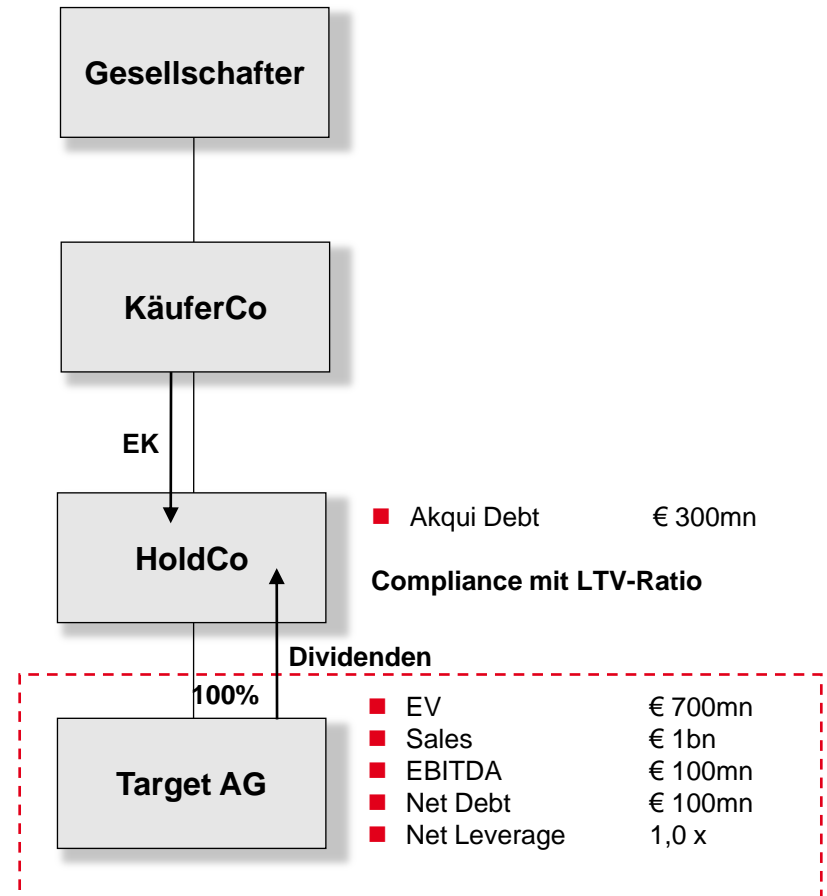 Gesellschafter
KäuferCo
EK
HoldCo
■ Akqui Debt € 300mn
Compliance mit LTV-Ratio
Dividenden
100%
Target AG
■ EV € 700mn
■ Sales € 1bn
■ EBITDA € 100mn
■ Net Debt € 100mn
■ Net Leverage 1,0 x